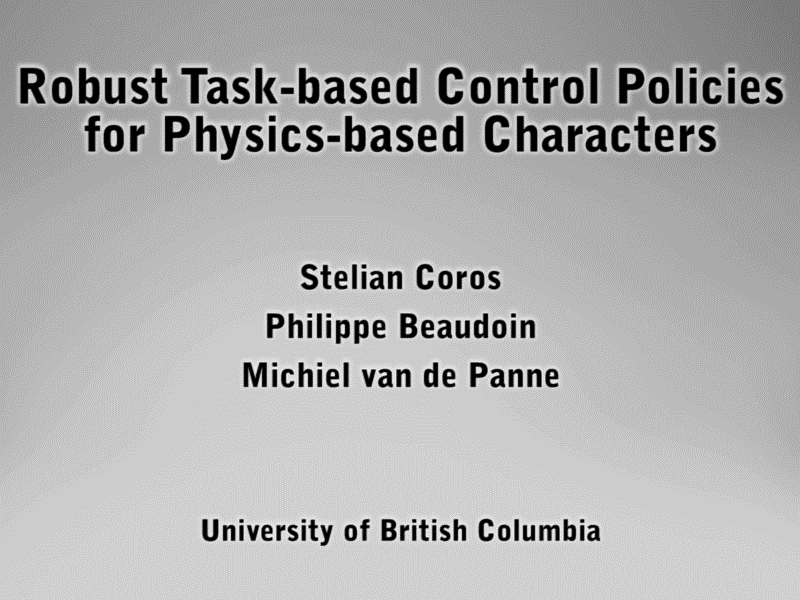 Robust Task-based Control Policies
for Physics-based Characters
Stelian Coros
Philippe Beaudoin
Michiel van de Panne
University of British Columbia